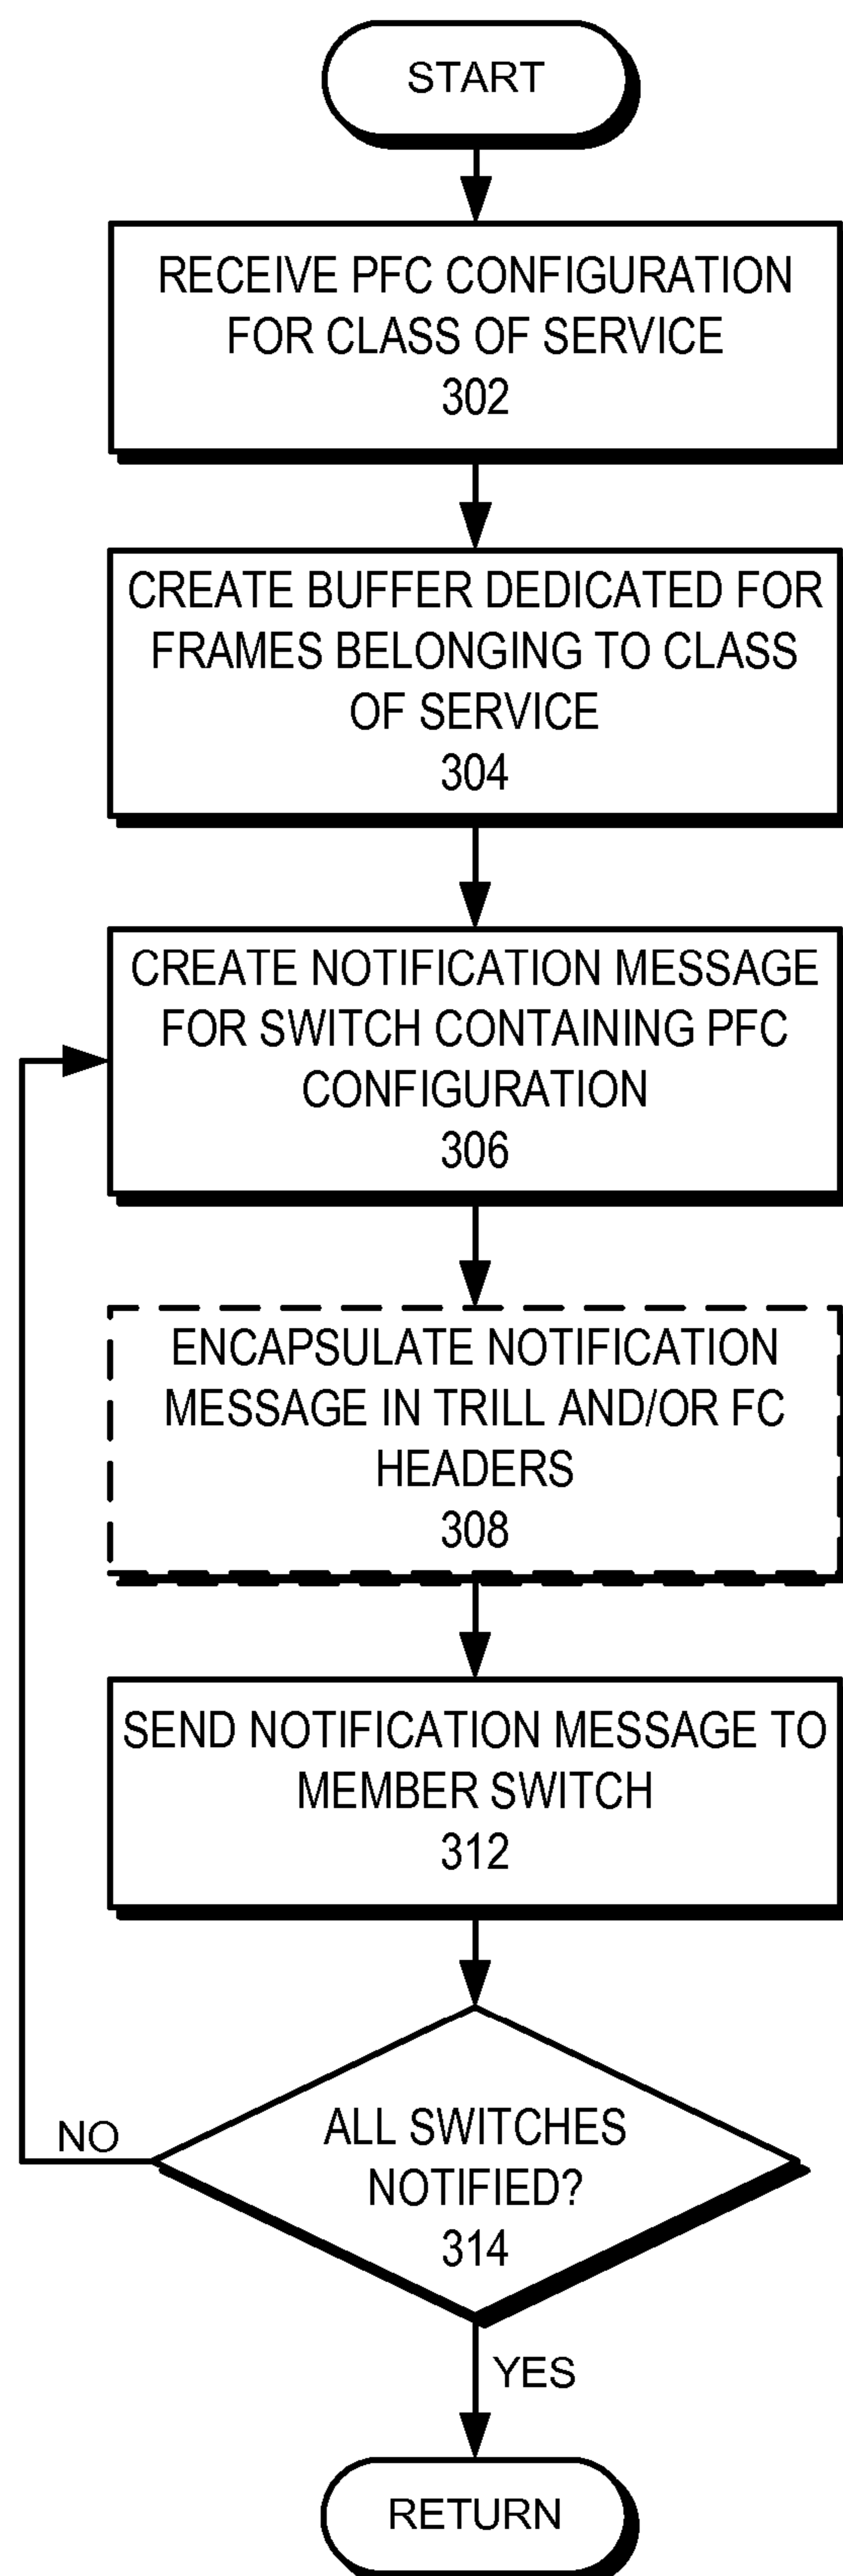 START
RECEIVE PFC CONFIGURATION
FOR CLASS OF SERVICE
302
CREATE BUFFER DEDICATED FOR
FRAMES BELONGING TO CLASS
OF SERVICE
304
CREATE NOTIFICATION MESSAGE
FOR SWITCH CONTAINING PFC
CONFIGURATION
306
ENCAPSULATE NOTIFICATION
MESSAGE IN TRILL AND/OR FC
HEADERS
308
SEND NOTIFICATION MESSAGE TO
MEMBER SWITCH
312
NO
ALL SWITCHES
NOTIFIED?
314
YES
RETURN